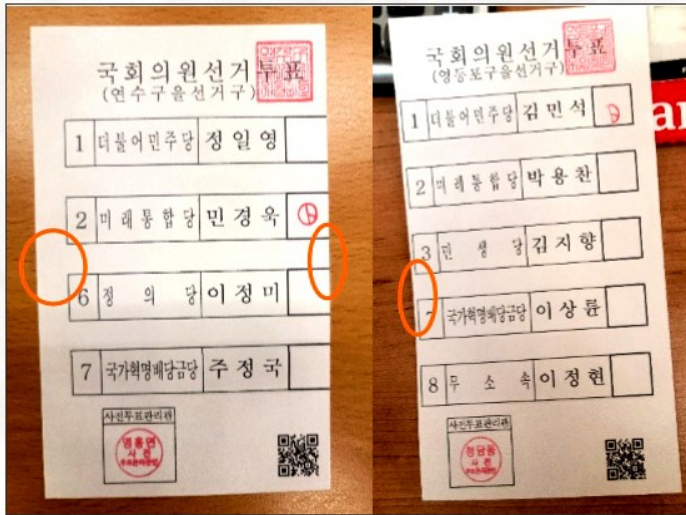 국회의원선거투표
(연수구을선거구)
1 더불어민주당 정일영
2 미래통합당 민경욱
6 정의당 이정미
7 국가혁명배당금당 주정국
사전투표관리관
사전
국회의원선거투표
(영등포구을선거구)
1 더불어민주당 김민석
2 미래통합당 박용찬
3 민생당 김지향
7 국가혁명배당금당 이상륜
8 무소속 이정현
사전투표관리관
사전